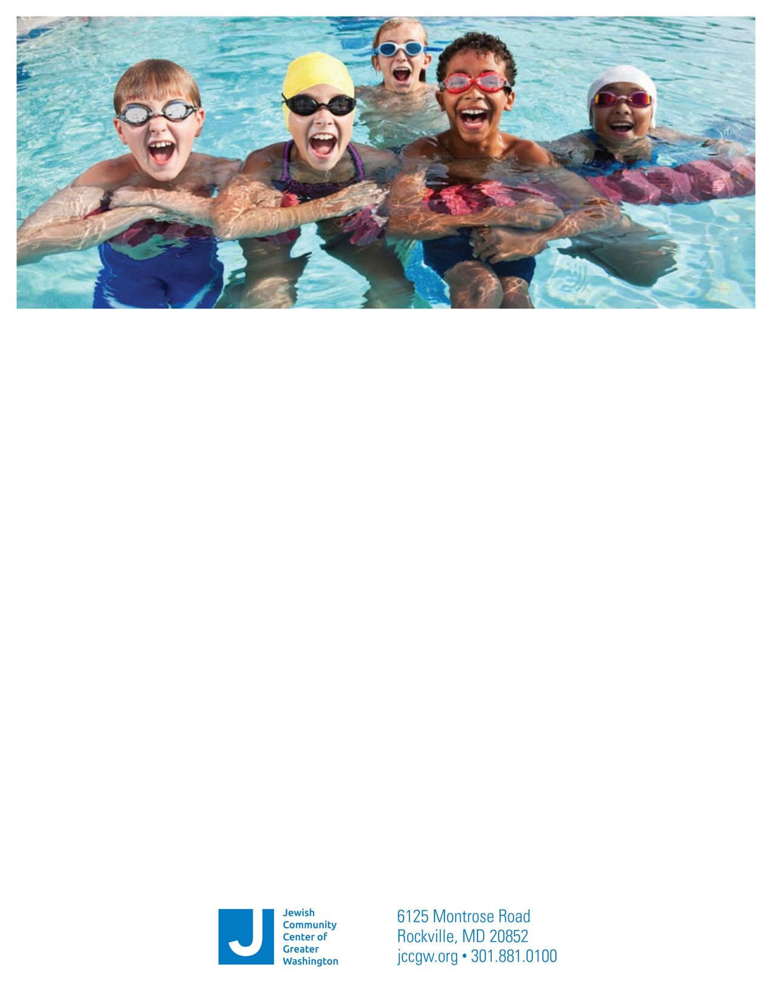 Jewish
Community
Center of
Greater
Washington
6125 Montrose Road
Rockville, MD 20852
jccgw.org • 301.881.0100